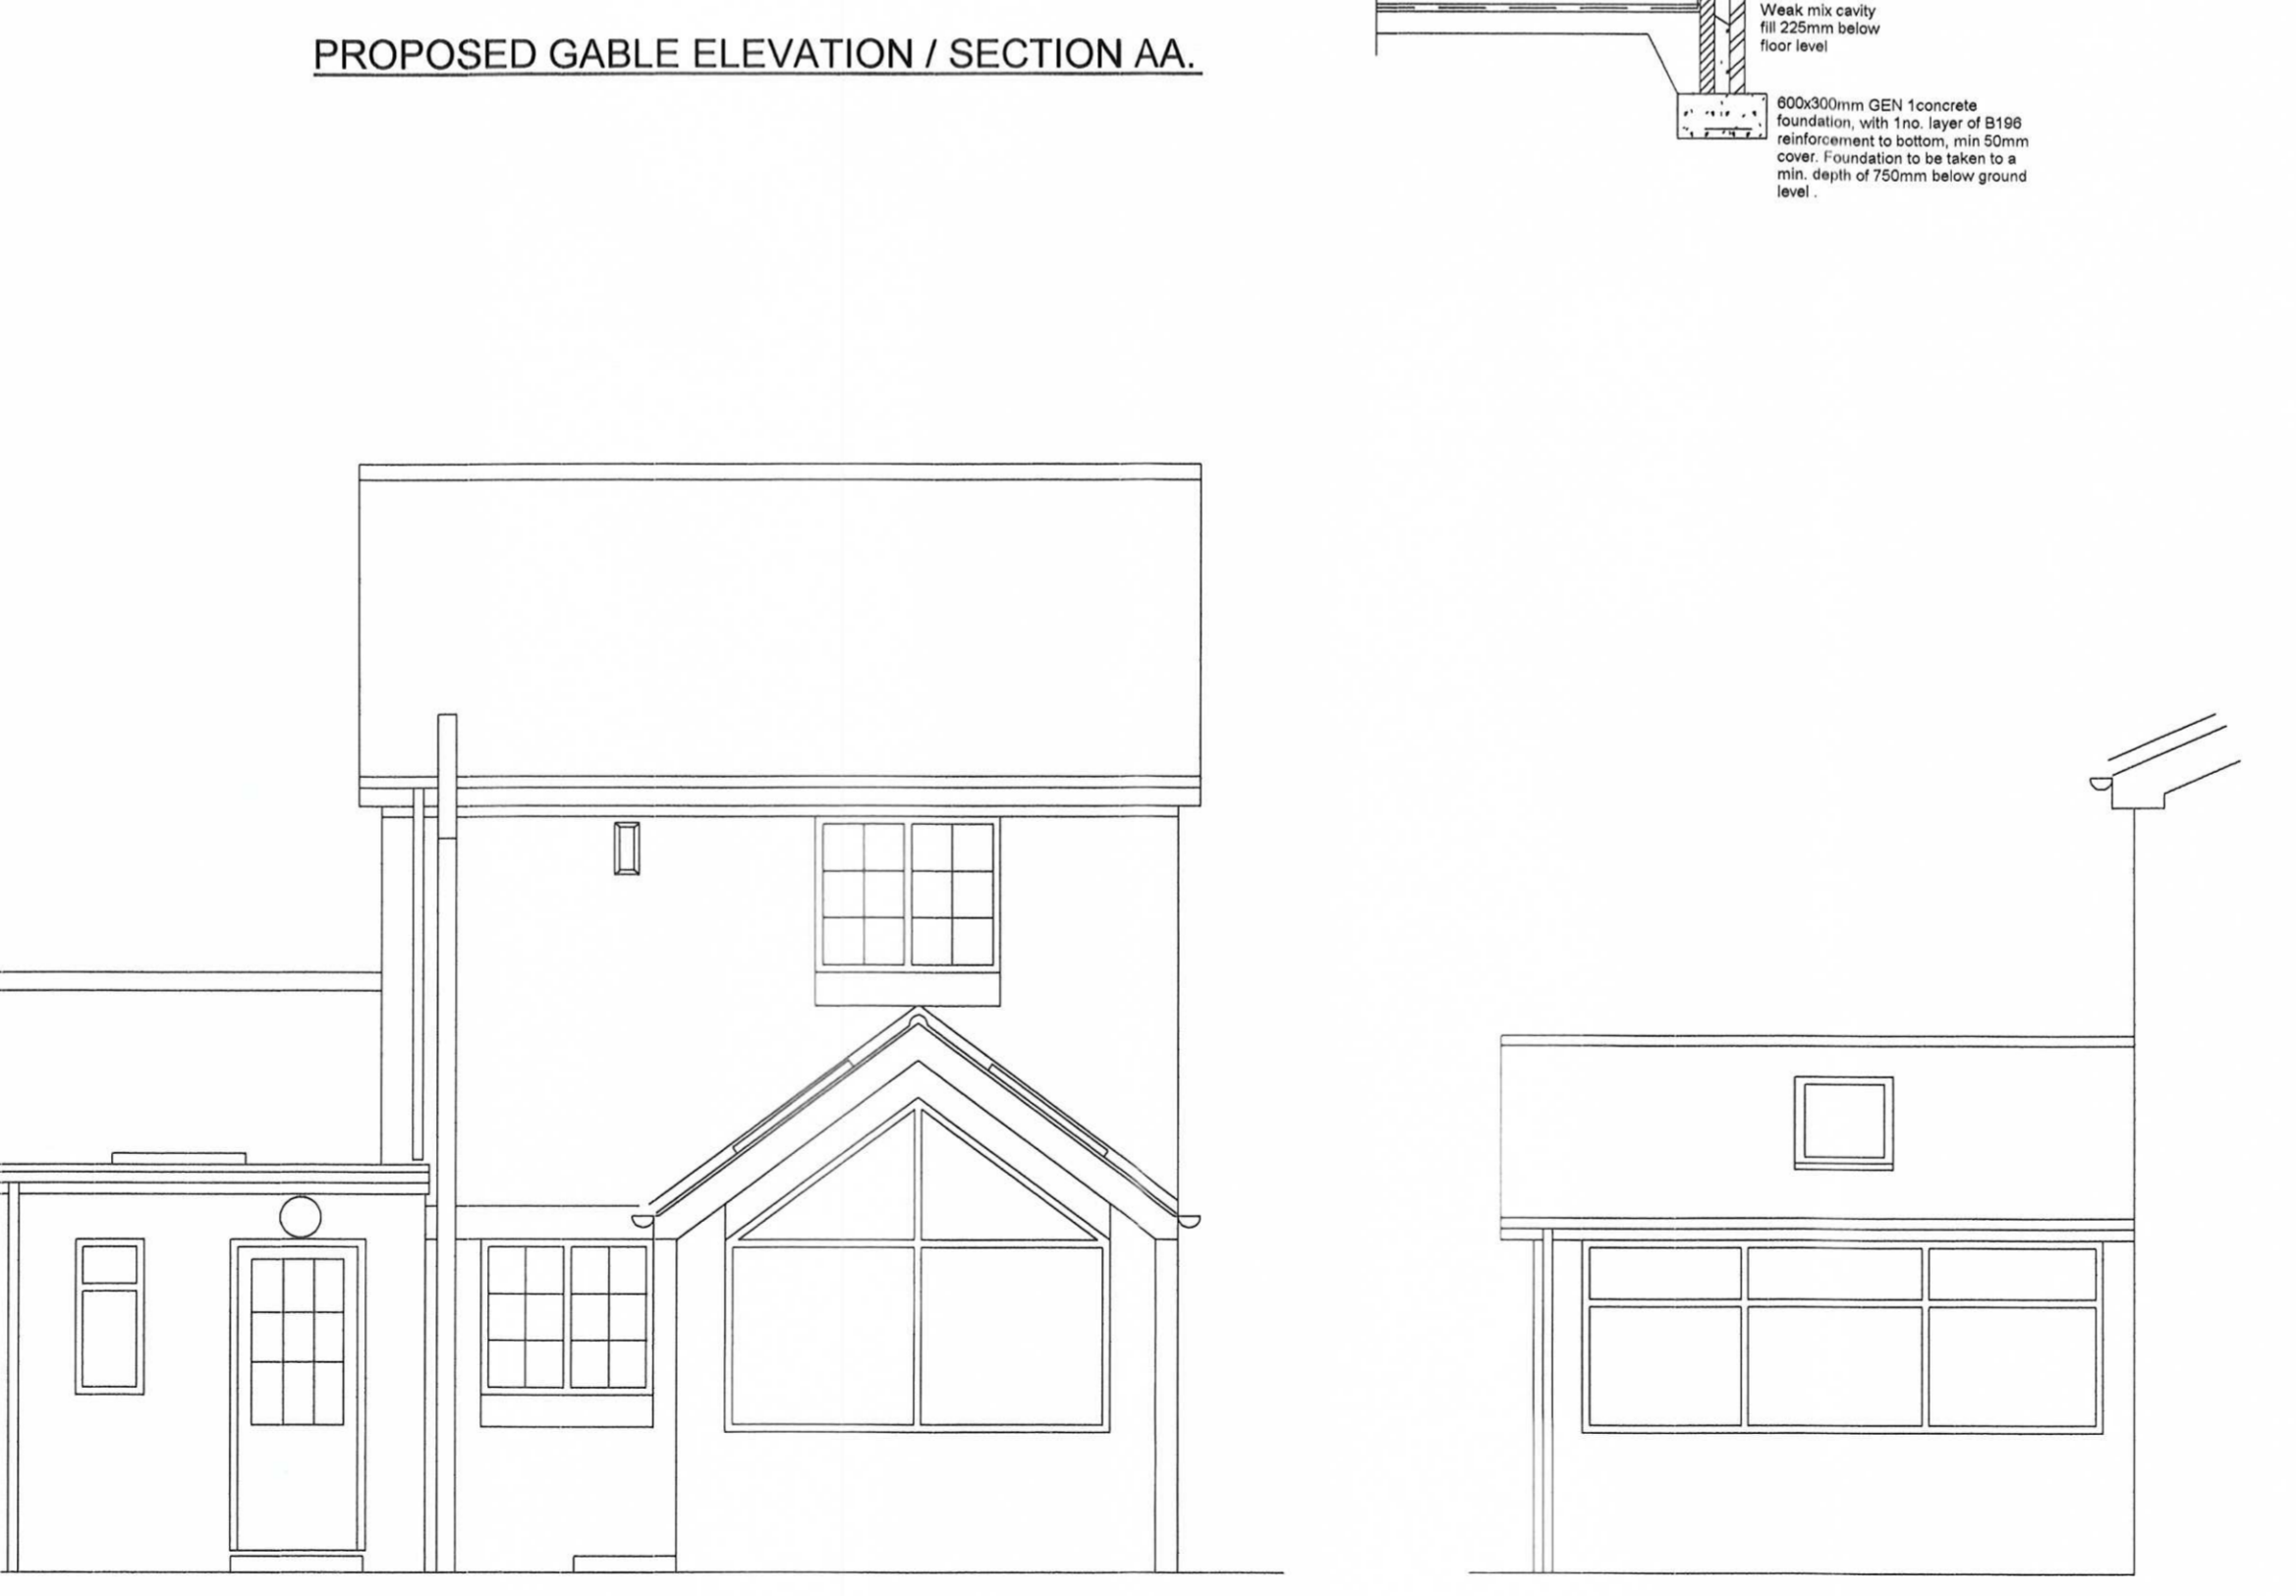 PROPOSED GABLE ELEVATION / SECTION AA.
Weak mix cavity
fill 225mm below
floor level
600x300mm GEN 1concrete
foundation, with 1no. layer of B196
reinforcement to bottom, min 50mm
cover. Foundation to be taken to a
min. depth of 750mm below ground
level .